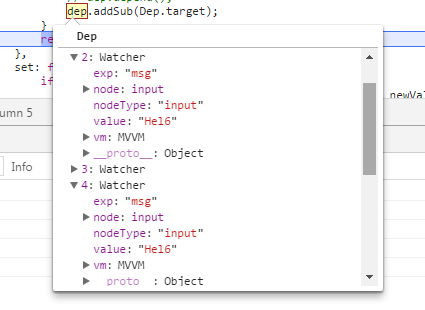 dep.addSub(Dep.target);
}
re
},
set: f
if
newVal
umn 5
Info
Dep
▼2: Watcher
exp: "msg"
▶node: input
nodeType: "input"
value: "Hel6"
▶vm: MVVM
▶__proto__: Object
▶3: Watcher
▼4: Watcher
exp: "msg"
▶node: input
nodeType: "input"
value: "Hel6"
▶vm: MVVM
▶__proto__: Object